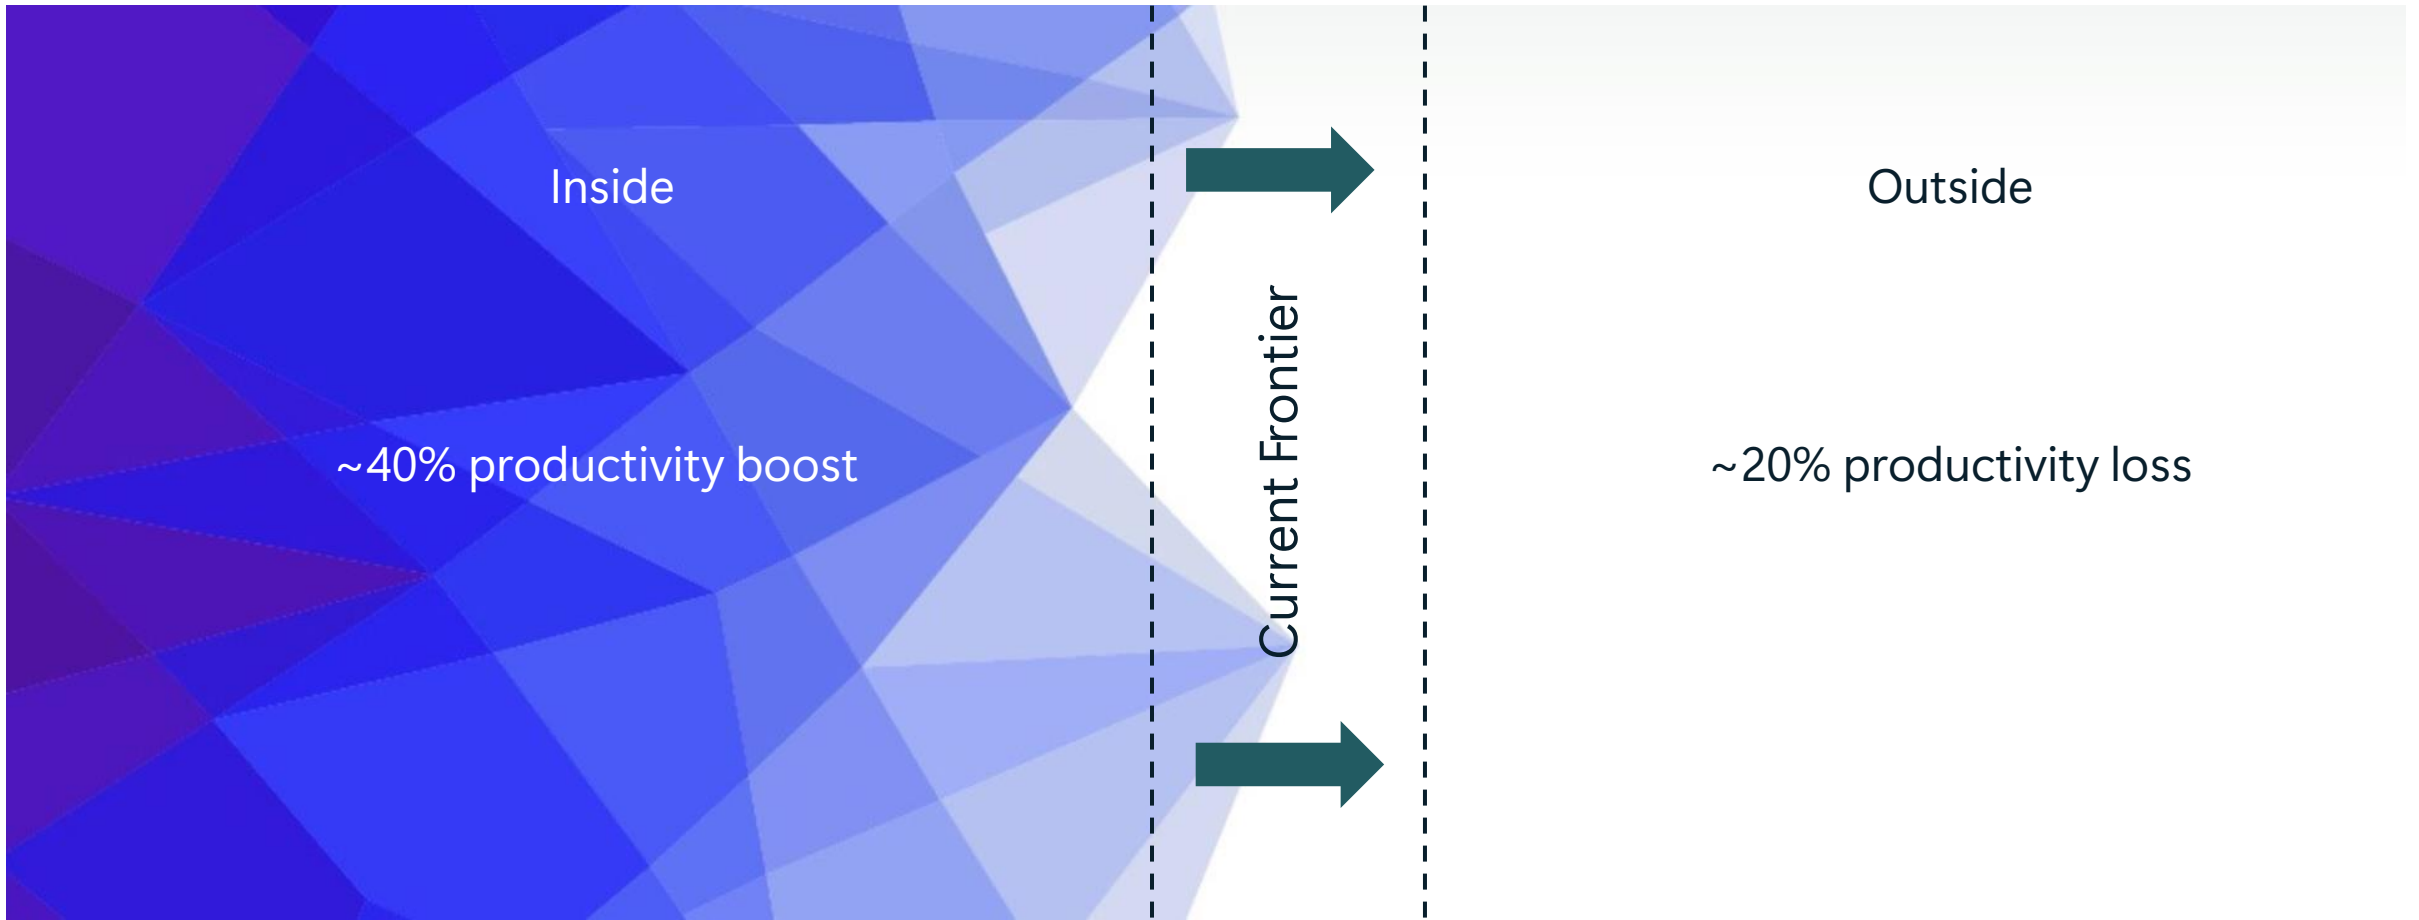 Inside
Outside
Current Frontier
~40% productivity boost
~20% productivity loss